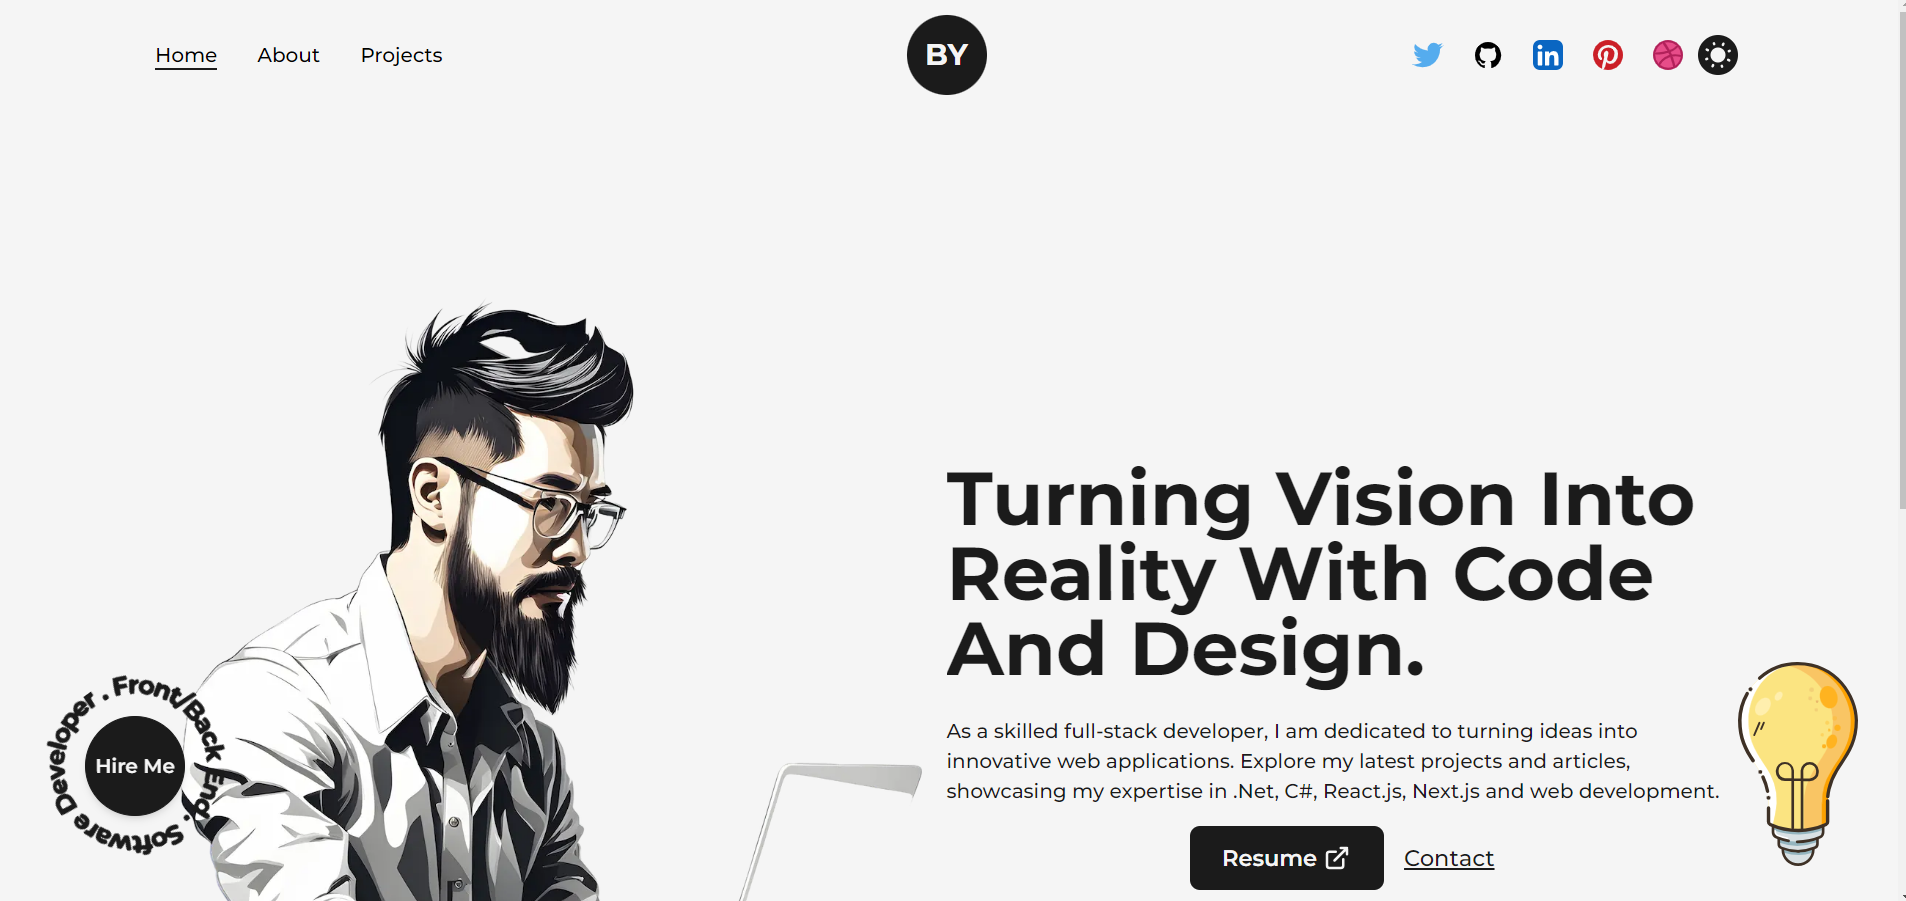 Home
About
Projects
BY
in
Turning Vision Into
Reality With Code
And Design.
As a skilled full-stack developer, I am dedicated to turning ideas into
innovative web applications. Explore my latest projects and articles,
showcasing my expertise in .Net, C#, React.js, Next.js and web development.
Resume
Contact
Software Developer . Front/Back End .
Hire Me